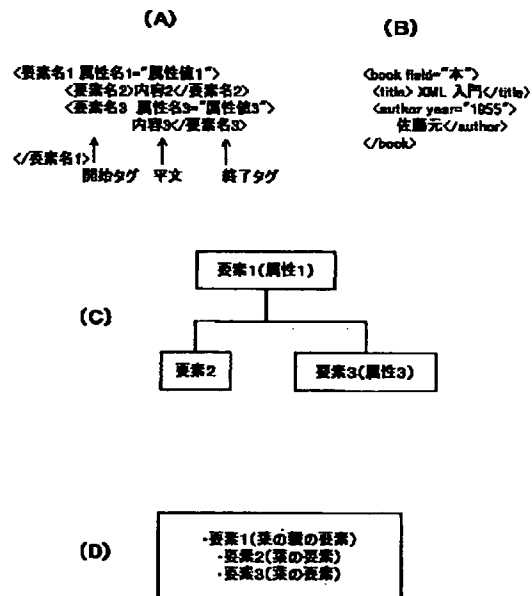 (A)
<要素名1 属性名1="属性値1">
<要素名2>内容2</要素名2>
<要素名3 属性名3="属性値3">
内容3</要素名3>
</要素名1>
開始タグ 平文 終了タグ
(B)
<book field="本">
<title> XML 入門</title>
<author year="1955">
佐藤元</author>
</book>
(C)
要素1(属性1)
要素2
要素3(属性3)
(D)
・要素1(葉の親の要素)
・要素2(葉の要素)
・要素3(葉の要素)